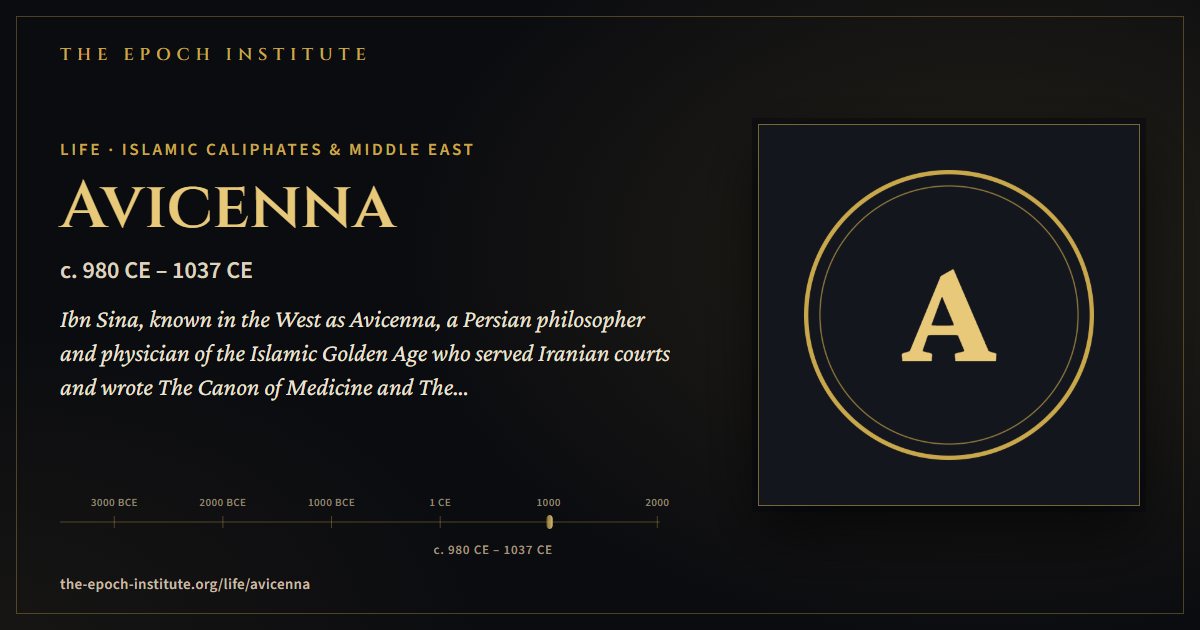 THE EPOCH INSTITUTE
LIFE · ISLAMIC CALIPHATES & MIDDLE EAST
AVICENNA
c. 980 CE – 1037 CE
Ibn Sina, known in the West as Avicenna, a Persian philosopher
and physician of the Islamic Golden Age who served Iranian courts
and wrote The Canon of Medicine and The...
A
3000 BCE 2000 BCE 1000 BCE 1 CE 1000 2000
c. 980 CE – 1037 CE
the-epoch-institute.org/life/avicenna